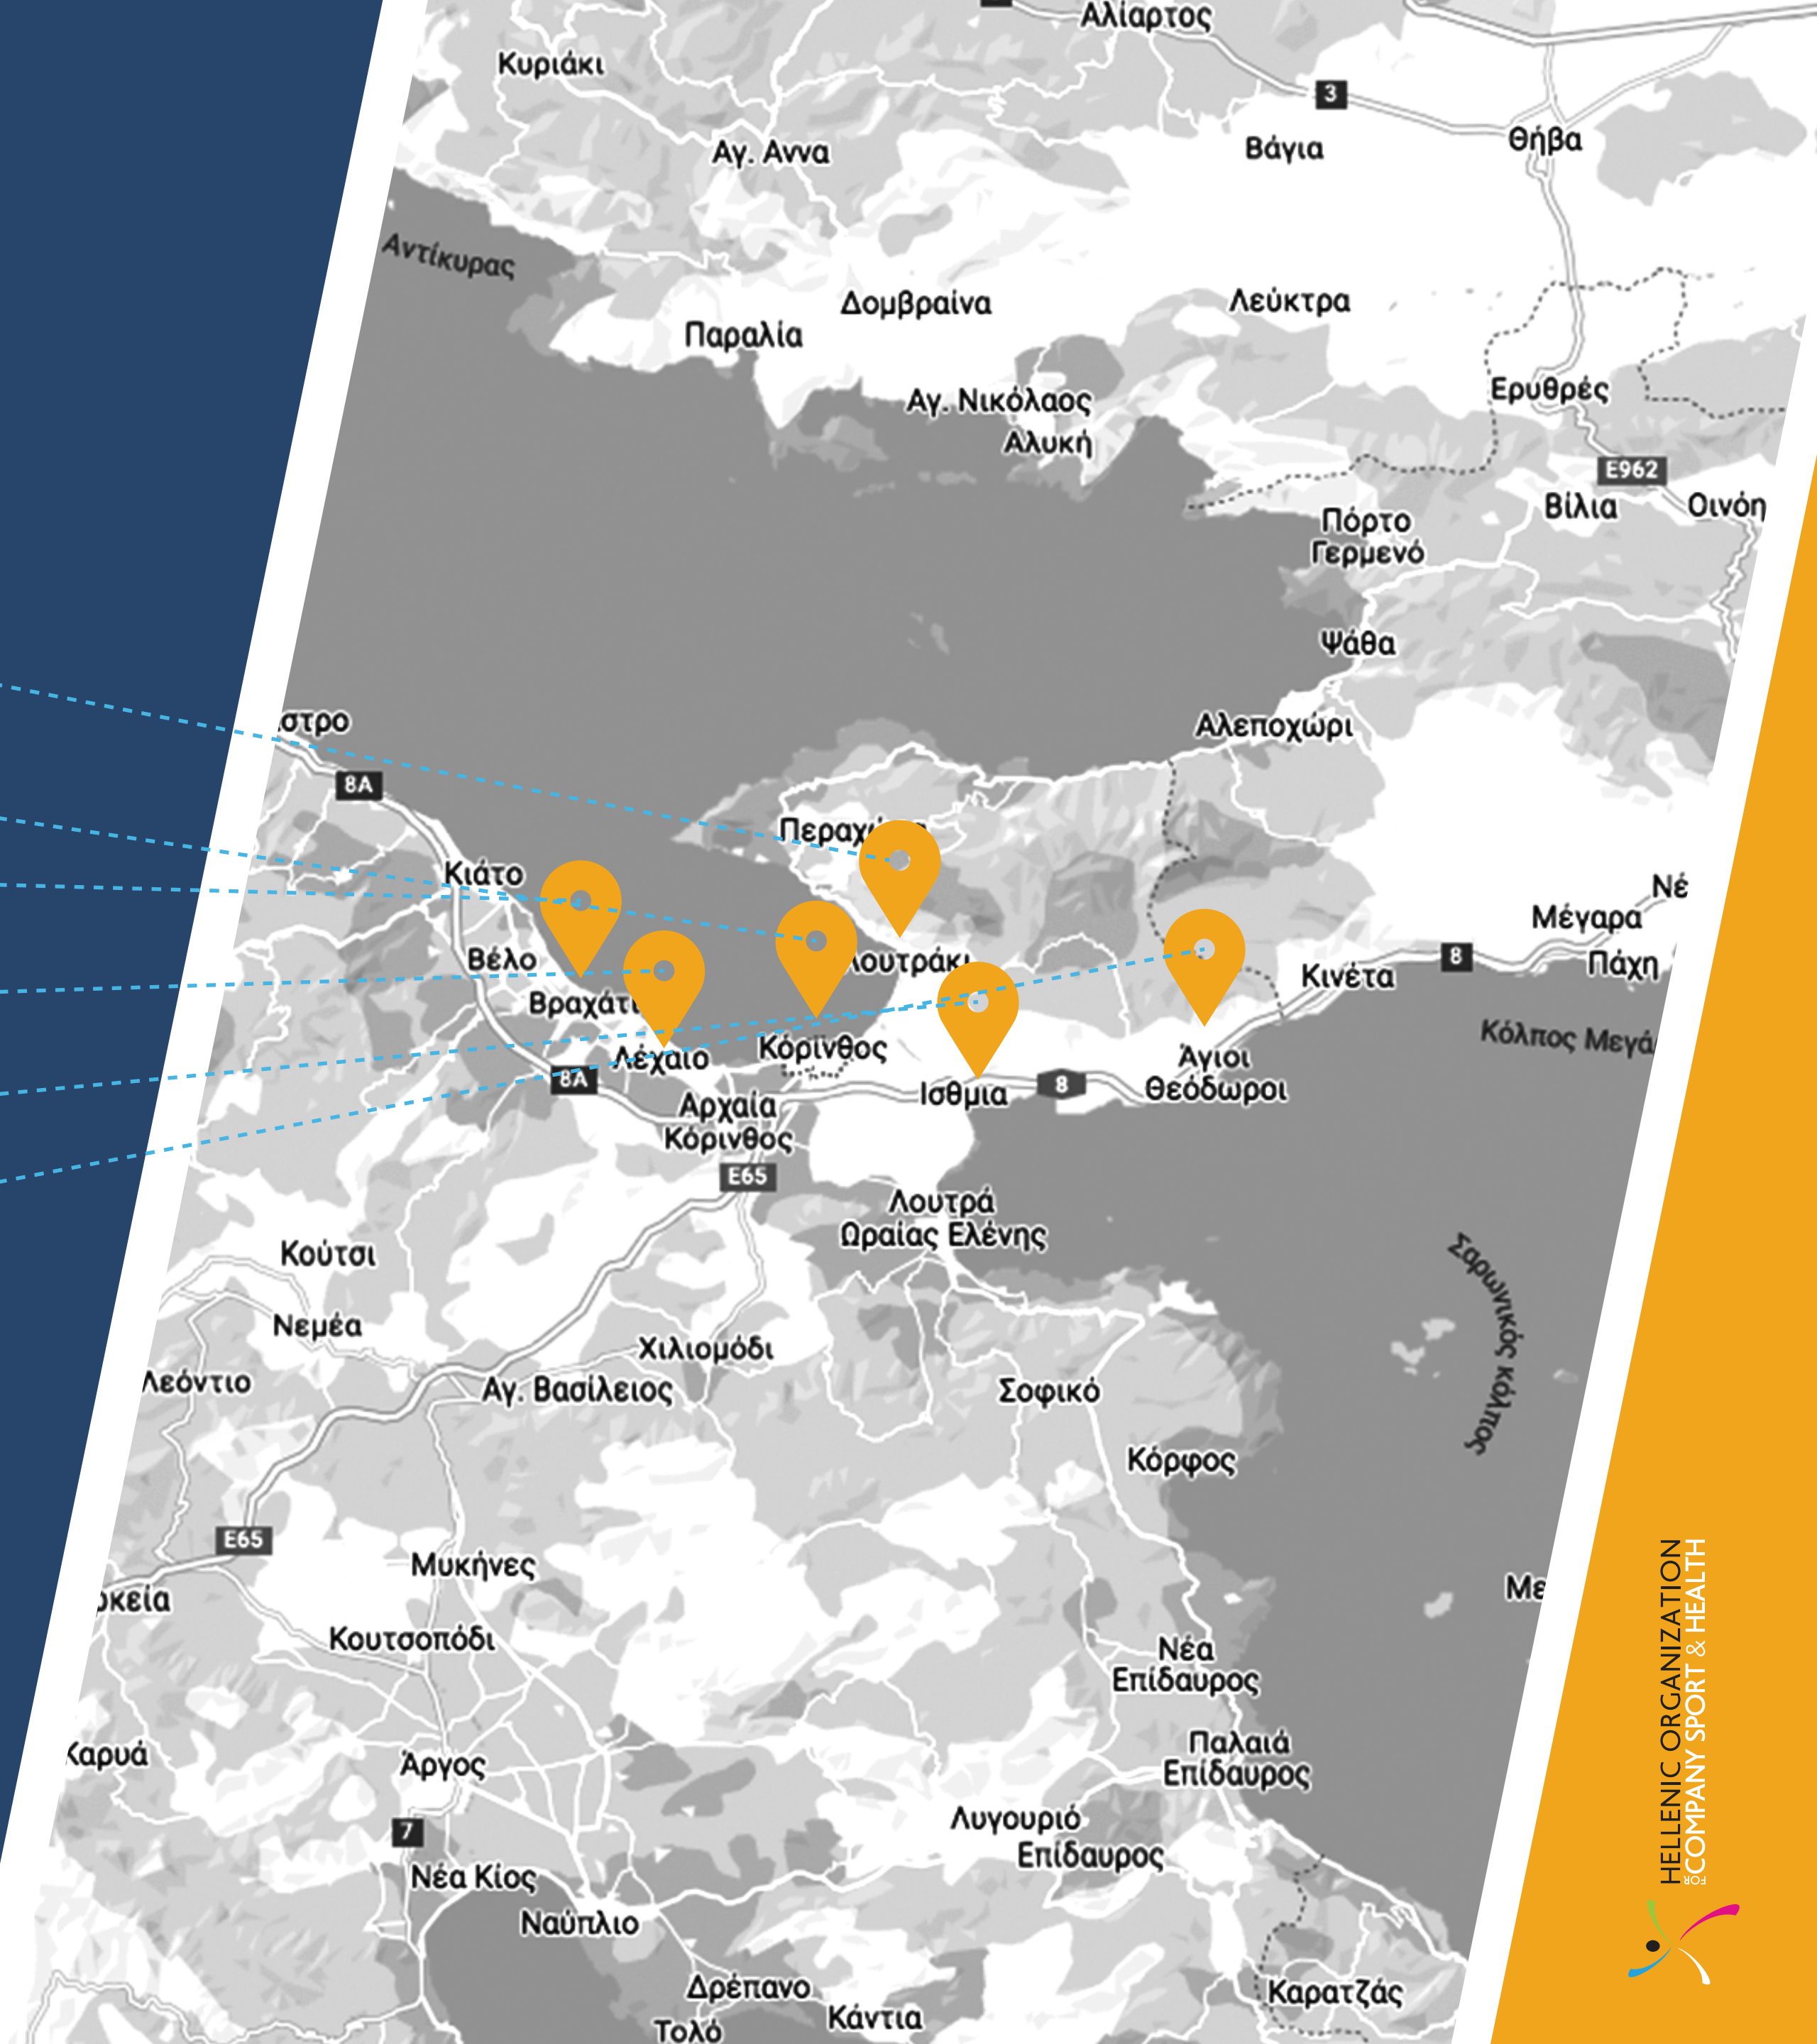 Αλίαρτος
Κυριάκι
3
Θήβα
Βάγια
Αγ. Αννα
Αντίκυρας
Δομβραίνα
Λεύκτρα
Παραλία
Ερυθρές
Αγ. Νικόλαος
Αλυκή
E962
Βίλια
Οινόη
Πόρτο
Γερμενό
Ψάθα
στρο
Αλεποχώρι
8A
Κιάτο
Νέ
Μέγαρα
Βέλο
8
Πάχη
Κινέτα
Βραχάτι
Κόλπος Μεγά
Λέχαιο
Κόρινθος
Άγιοι
Θεόδωροι
8A
Ισθμια
8
Αρχαία
Κόρινθος
E65
Λουτρά
Ωραίας Ελένης
Σαρωνικός κόλπος
Κούτσι
Νεμέα
Χιλιομόδι
Λεόντιο
Αγ. Βασίλειος
Σοφικό
Κόρφος
E65
Μυκήνες
Με
ρκεία
Κουτσοπόδι
Νέα
Επίδαυρος
Καρυά
Άργος
Παλαιά
Επίδαυρος
7
Λυγουριό
Επίδαυρος
Νέα Κίος
Ναύπλιο
Δρέπανο
Κάντια
Καρατζάς
Τολό
HELLENIC ORGANIZATION
OF COMPANY SPORT & HEALTH